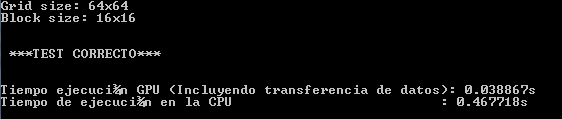 Grid size: 64x64
Block size: 16x16
***TEST CORRECTO***
Tiempo ejecuci¾n GPU (Incluyendo transferencia de datos): 0.038867s
Tiempo de ejecuci¾n en la CPU : 0.467718s